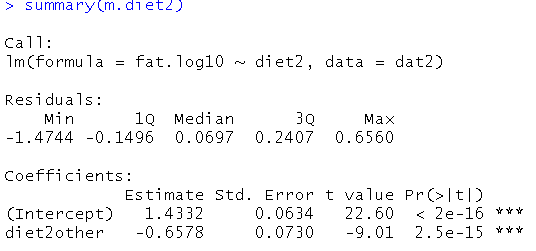 > summary(m.diet2)
Call:
lm(formula = fat.log10 ~ diet2, data = dat2)
Residuals:
Min 1Q Median 3Q Max
-1.4744 -0.1496 0.0697 0.2407 0.6560
Coefficients:
Estimate Std. Error t value Pr(>|t|)
(Intercept) 1.4332 0.0634 22.60 < 2e-16 ***
diet2other -0.6578 0.0730 -9.01 2.5e-15 ***